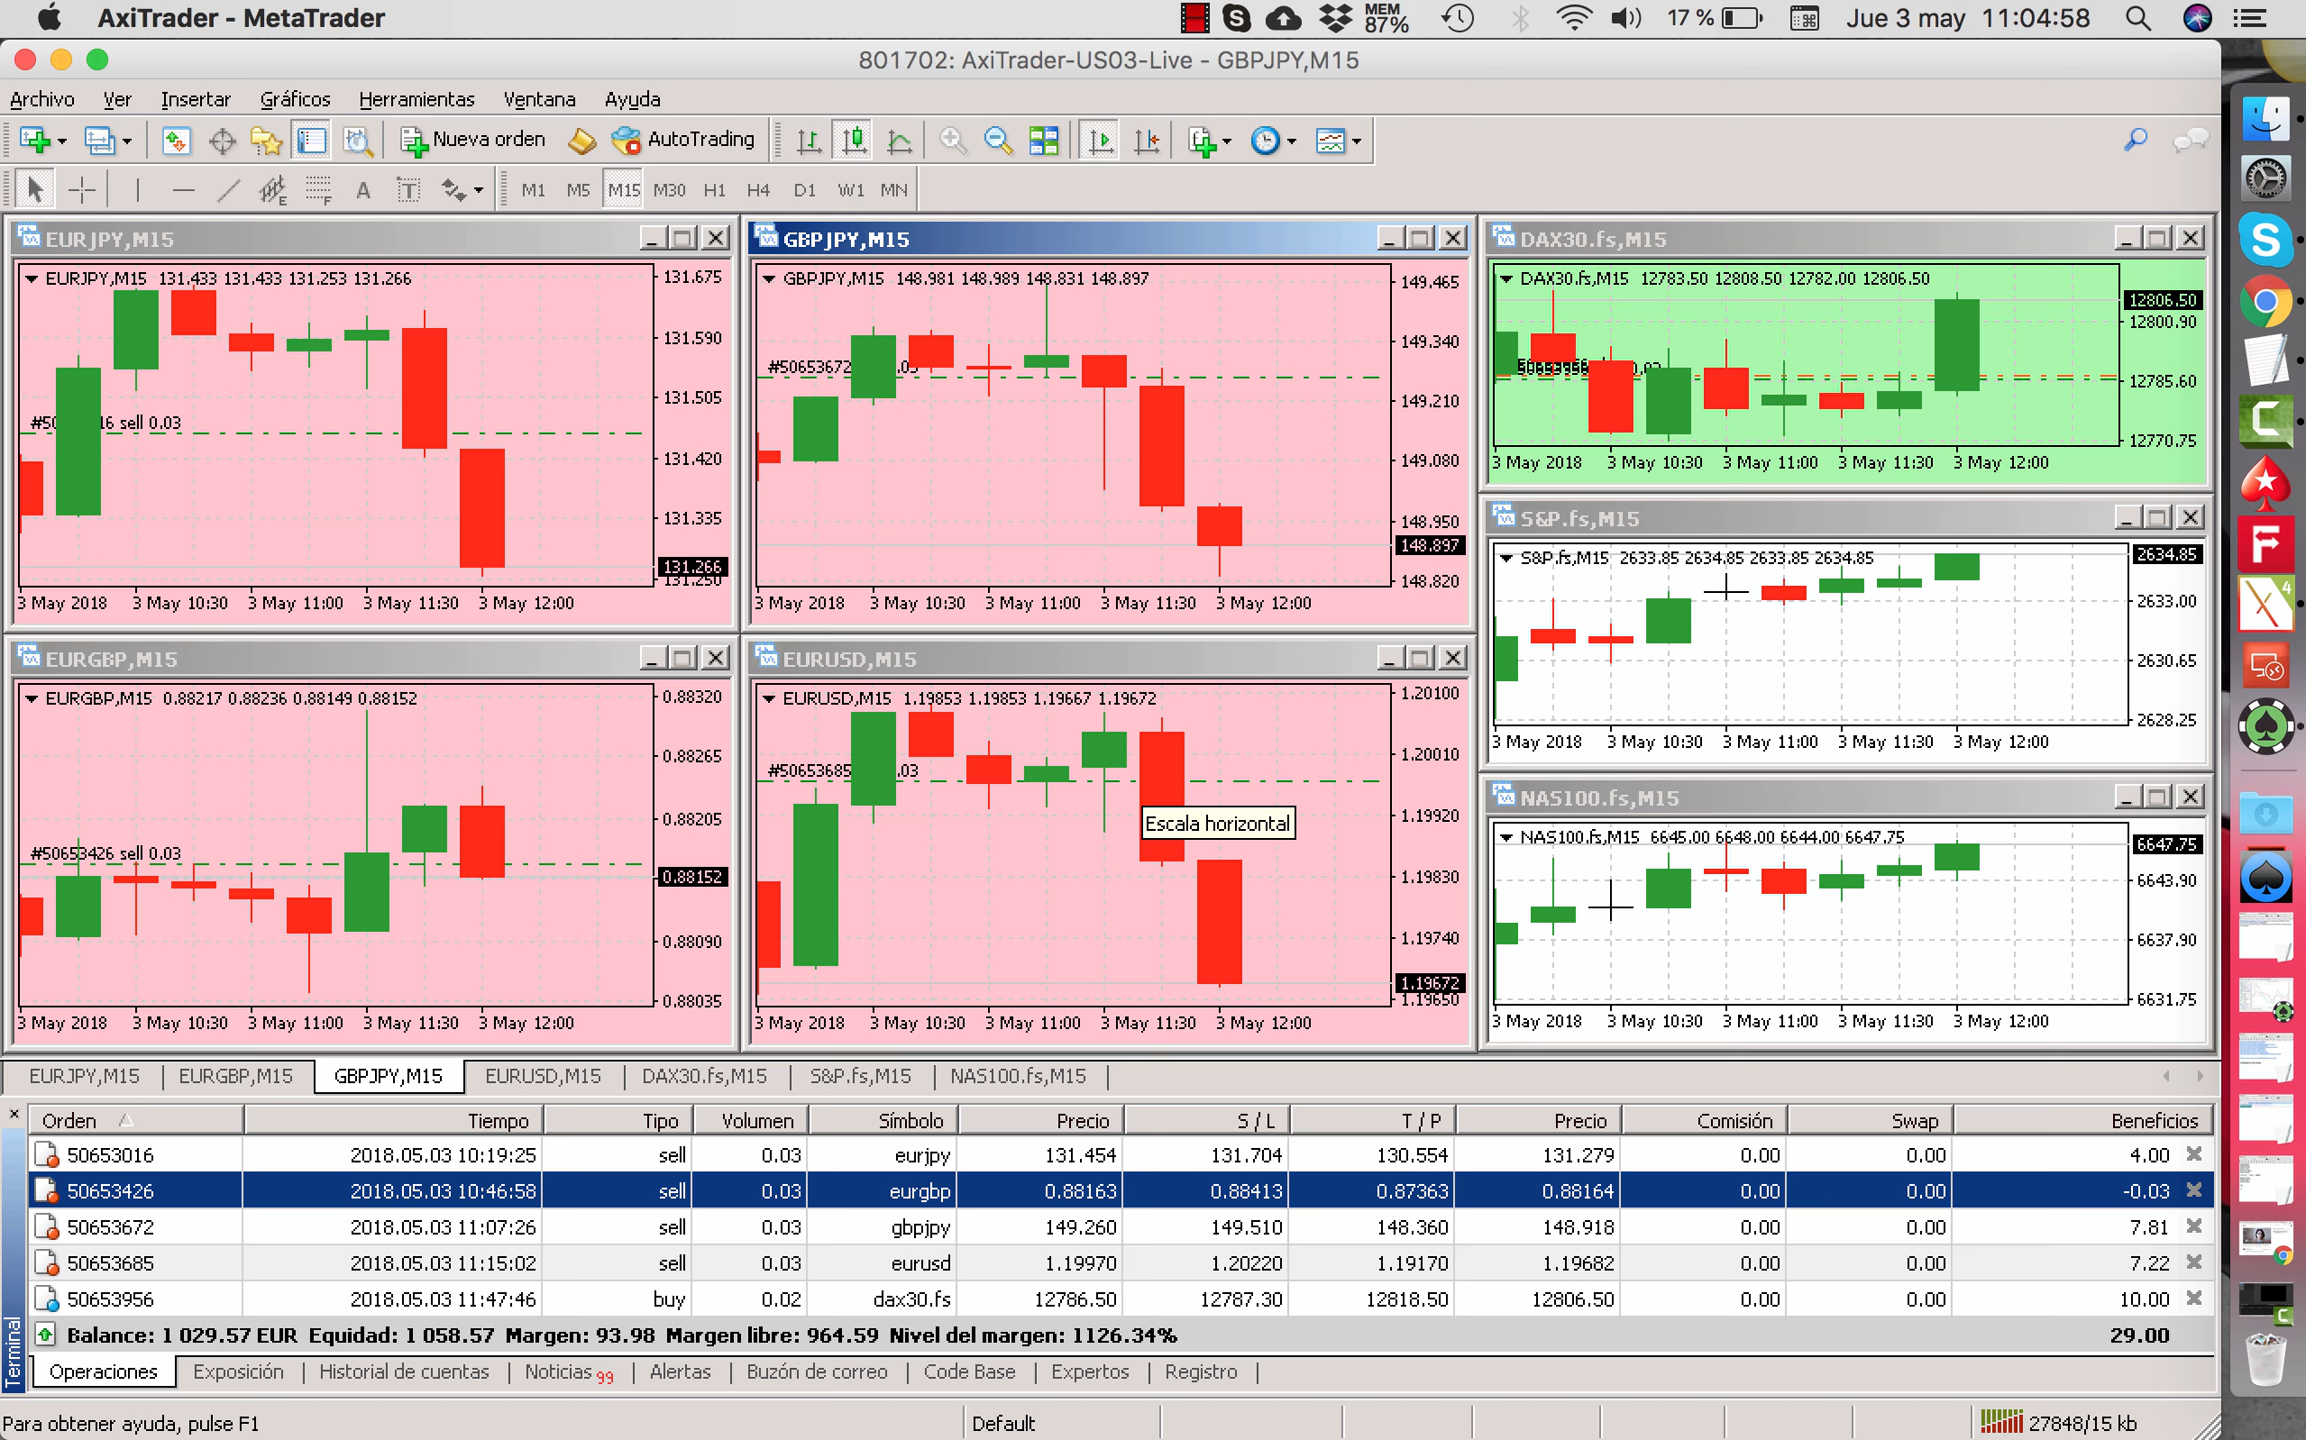 AxiTrader - MetaTrader
MEM 87%
17 %
Jue 3 may 11:04:58
801702: AxiTrader-US03-Live - GBPJPY,M15
Archivo Ver Insertar Gráficos Herramientas Ventana Ayuda
Nueva orden AutoTrading
M1 M5 M15 M30 H1 H4 D1 W1 MN
EURJPY,M15
EURJPY,M15 131.433 131.433 131.253 131.266
131.675
131.590
131.505
131.420
131.335
131.266
131.250
sell 0.03
3 May 2018 3 May 10:30 3 May 11:00 3 May 11:30 3 May 12:00
GBPJPY,M15
GBPJPY,M15 148.981 148.989 148.831 148.897
149.465
149.340
149.210
149.080
148.950
148.897
148.820
#50653672
3 May 2018 3 May 10:30 3 May 11:00 3 May 11:30 3 May 12:00
DAX30.fs,M15
DAX30.fs,M15 12783.50 12808.50 12782.00 12806.50
12806.50
12800.90
12785.60
12770.75
3 May 2018 3 May 10:30 3 May 11:00 3 May 11:30 3 May 12:00
S&P.fs,M15
S&P.fs,M15 2633.85 2634.85 2633.85 2634.85
2634.85
2633.00
2630.65
2628.25
3 May 2018 3 May 10:30 3 May 11:00 3 May 11:30 3 May 12:00
EURGBP,M15
EURGBP,M15 0.88217 0.88236 0.88149 0.88152
0.88320
0.88265
0.88205
0.88152
0.88090
0.88035
#50653426 sell 0.03
3 May 2018 3 May 10:30 3 May 11:00 3 May 11:30 3 May 12:00
EURUSD,M15
EURUSD,M15 1.19853 1.19853 1.19667 1.19672
1.20100
1.20010
1.19920
1.19830
1.19740
1.19672
1.19650
#50653685
Escala horizontal
3 May 2018 3 May 10:30 3 May 11:00 3 May 11:30 3 May 12:00
NAS100.fs,M15
NAS100.fs,M15 6645.00 6648.00 6644.00 6647.75
6647.75
6643.90
6637.90
6631.75
3 May 2018 3 May 10:30 3 May 11:00 3 May 11:30 3 May 12:00
EURJPY,M15 EURGBP,M15 GBPJPY,M15 EURUSD,M15 DAX30.fs,M15 S&P.fs,M15 NAS100.fs,M15
Orden Tiempo Tipo Volumen Símbolo Precio S / L T / P Precio Comisión Swap Beneficios
50653016 2018.05.03 10:19:25 sell 0.03 eurjpy 131.454 131.704 130.554 131.279 0.00 0.00 4.00
50653426 2018.05.03 10:46:58 sell 0.03 eurgbp 0.88163 0.88413 0.87363 0.88164 0.00 0.00 -0.03
50653672 2018.05.03 11:07:26 sell 0.03 gbpjpy 149.260 149.510 148.360 148.918 0.00 0.00 7.81
50653685 2018.05.03 11:15:02 sell 0.03 eurusd 1.19970 1.20220 1.19170 1.19682 0.00 0.00 7.22
50653956 2018.05.03 11:47:46 buy 0.02 dax30.fs 12786.50 12787.30 12818.50 12806.50 0.00 0.00 10.00
Balance: 1 029.57 EUR Equidad: 1 058.57 Margen: 93.98 Margen libre: 964.59 Nivel del margen: 1126.34% 29.00
Terminal
Operaciones Exposición Historial de cuentas Noticias 99 Alertas Buzón de correo Code Base Expertos Registro
Para obtener ayuda, pulse F1 Default 27848/15 kb